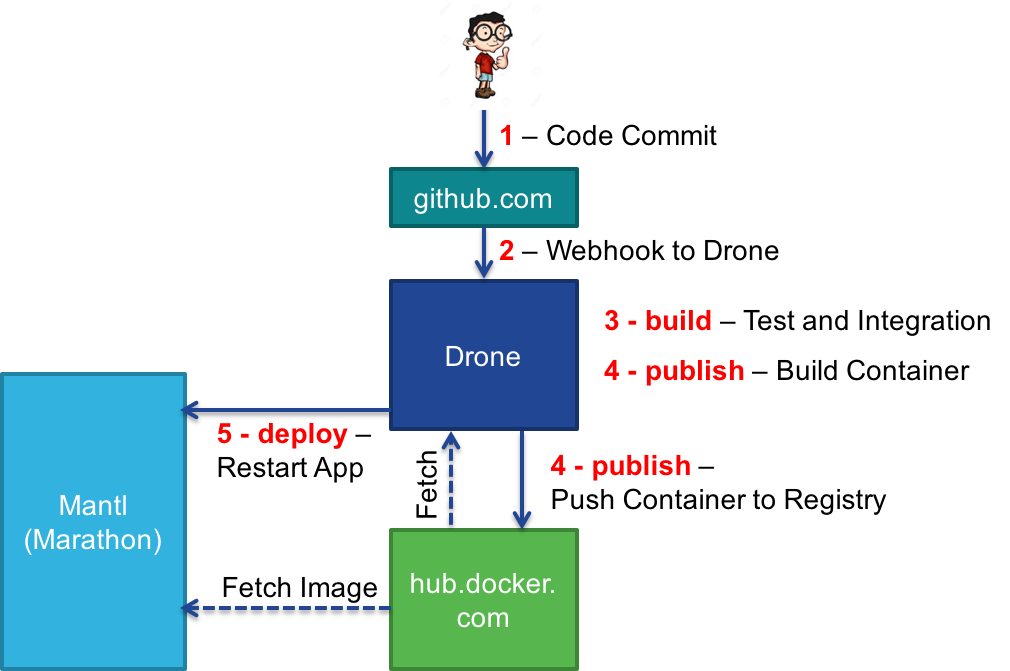 1 – Code Commit
github.com
2 – Webhook to Drone
Drone
3 - build – Test and Integration
4 - publish – Build Container
5 - deploy –
Restart App
Fetch
4 - publish –
Push Container to Registry
Mantl
(Marathon)
Fetch Image
hub.docker.
com